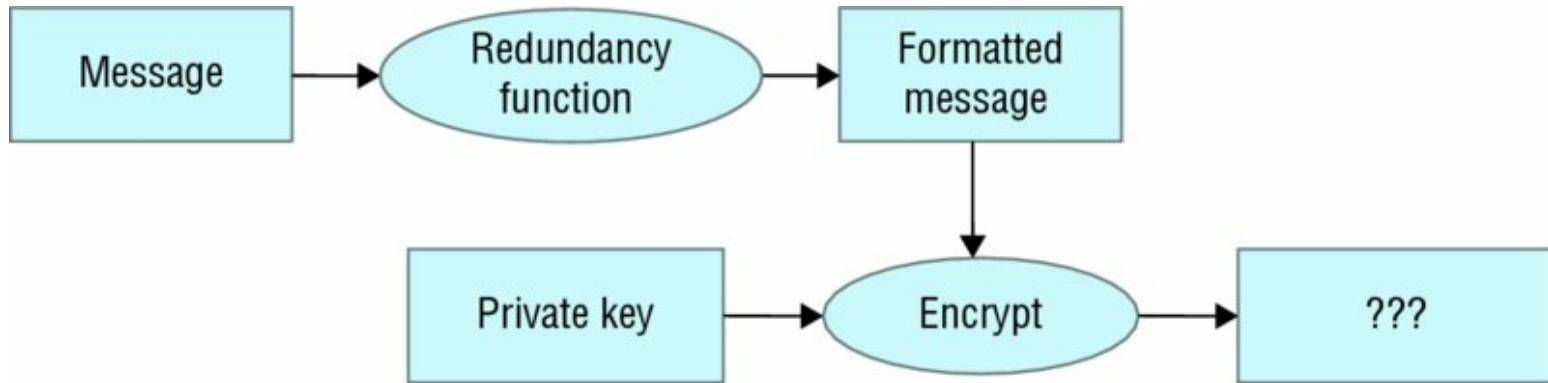 Message
Redundancy
function
Formatted
message
Private key
Encrypt
???